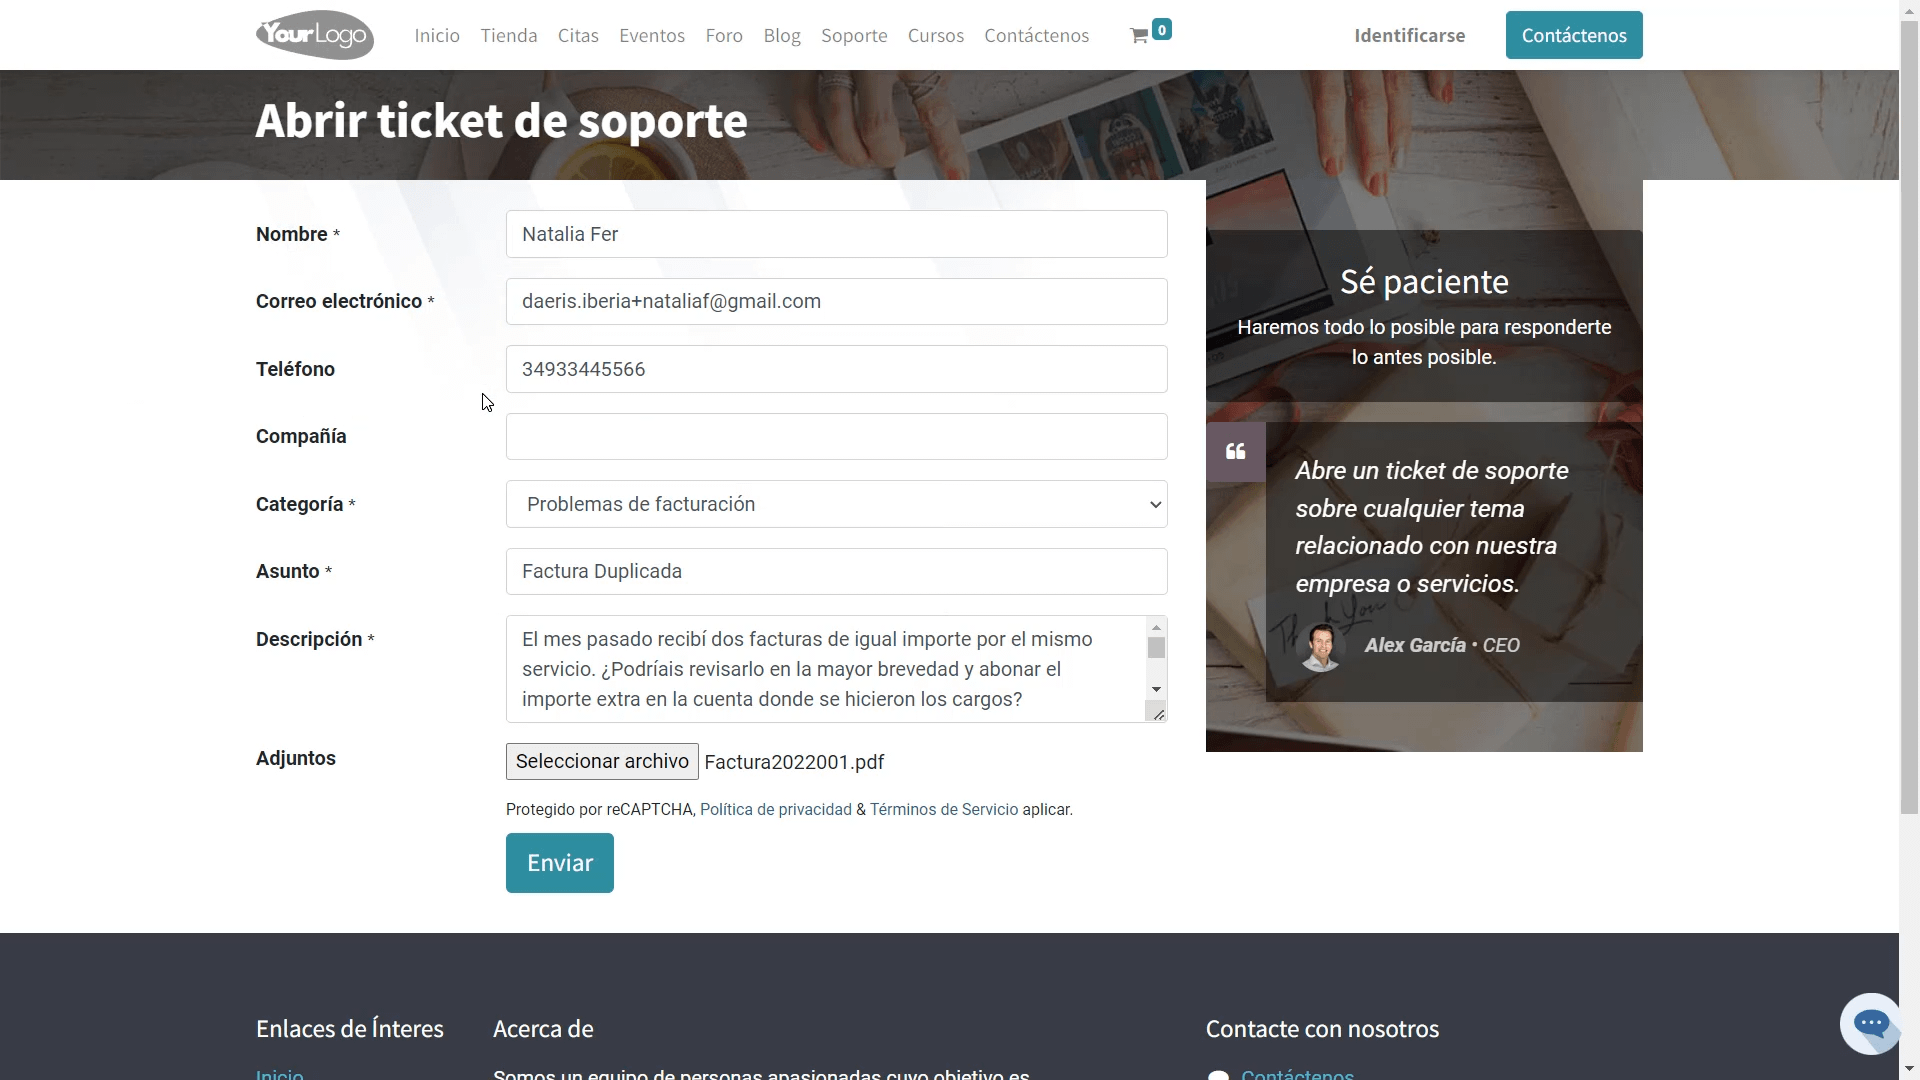 YourLogo
Inicio Tienda Citas Eventos Foro Blog Soporte Cursos Contáctenos 0 Identificarse Contáctenos
Abrir ticket de soporte
Nombre * Natalia Fer
Correo electrónico * daeris.iberia+nataliaf@gmail.com
Teléfono 34933445566
Compañía
Categoría * Problemas de facturación
Asunto * Factura Duplicada
Descripción * El mes pasado recibí dos facturas de igual importe por el mismo
servicio. ¿Podríais revisarlo en la mayor brevedad y abonar el
importe extra en la cuenta donde se hicieron los cargos?
Adjuntos Seleccionar archivo Factura2022001.pdf
Protegido por reCAPTCHA, Política de privacidad & Términos de Servicio aplicar.
Enviar
Sé paciente
Haremos todo lo posible para responderte
lo antes posible.
Abre un ticket de soporte
sobre cualquier tema
relacionado con nuestra
empresa o servicios.
Thank You
Alex García • CEO
Enlaces de Ínteres Acerca de Contacte con nosotros
Inicio Somos un equipo de personas apasionadas cuyo objetivo es Contáctenos